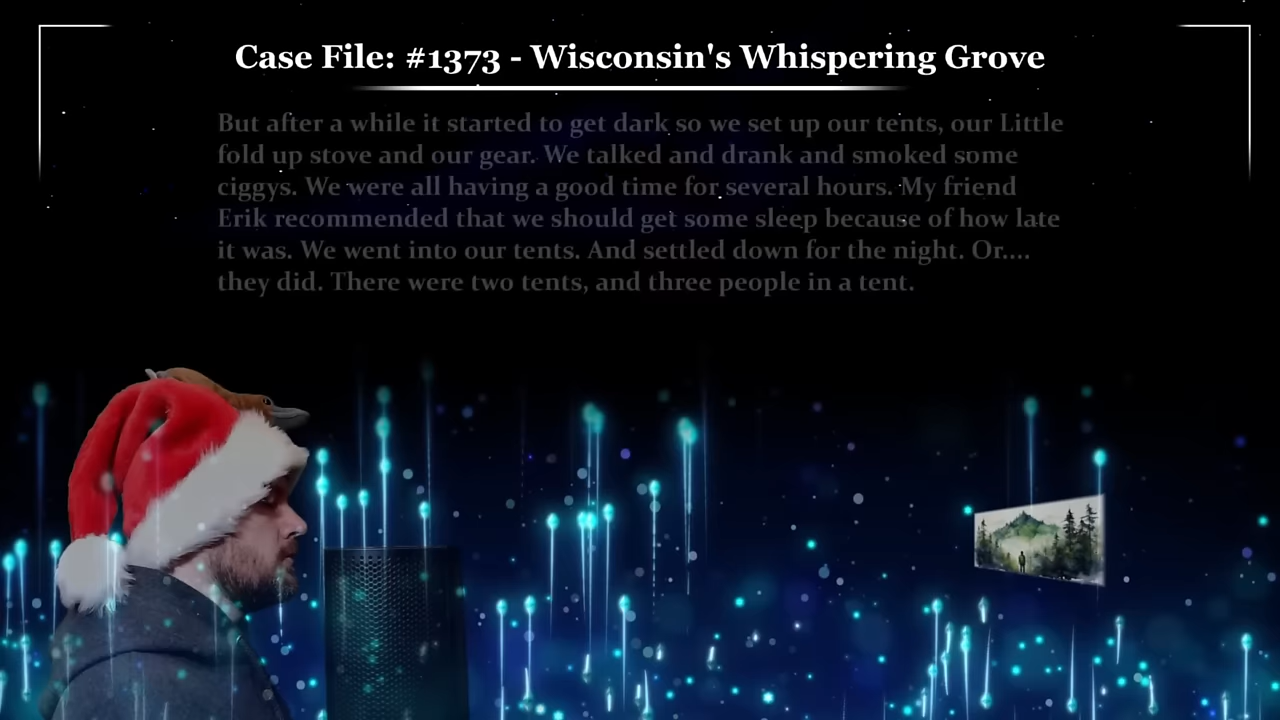 Case File: #1373 - Wisconsin's Whispering Grove
But after a while it started to get dark so we set up our tents, our Little
fold up stove and our gear. We talked and drank and smoked some
ciggys. We were all having a good time for several hours. My friend
Erik recommended that we should get some sleep because of how late
it was. We went into our tents. And settled down for the night. Or....
they did. There were two tents, and three people in a tent.